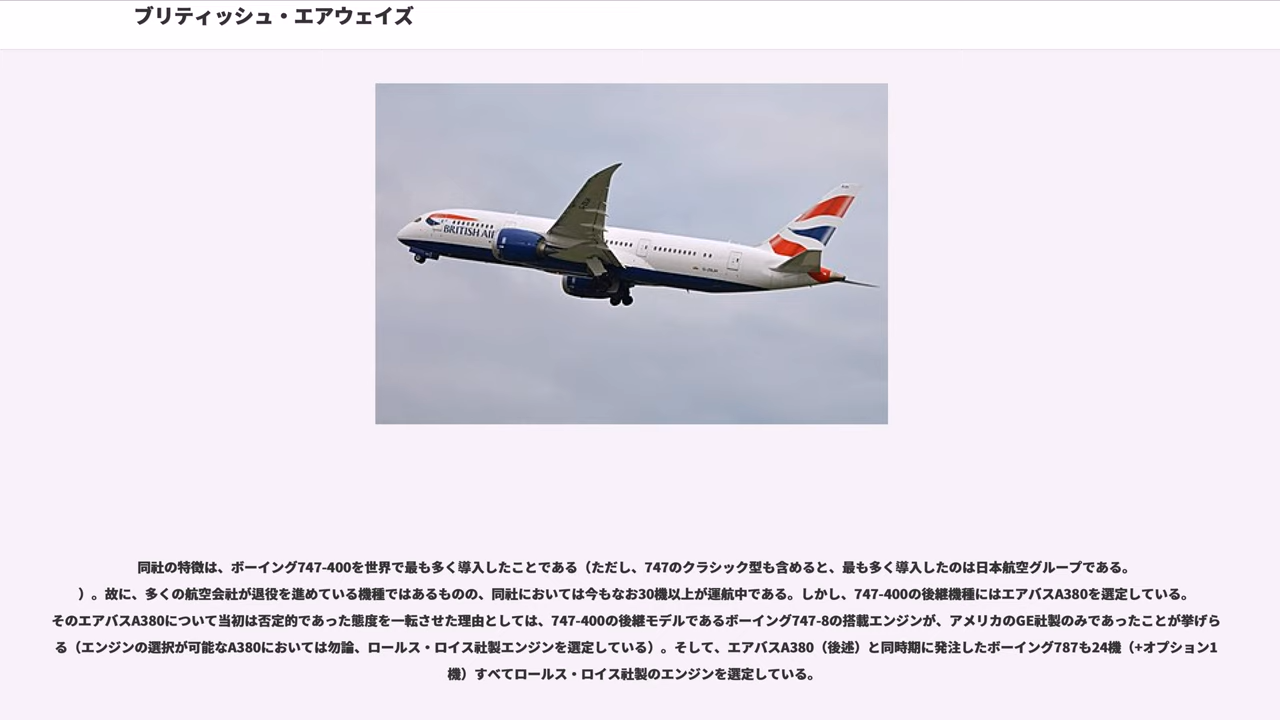 ブリティッシュ・エアウェイズ
BRITISH AIR
同社の特徴は、ボーイング747-400を世界で最も多く導入したことである（ただし、747のクラシック型も含めると、最も多く導入したのは日本航空グループである。
）。故に、多くの航空会社が退役を進めている機種ではあるものの、同社においては今もなお30機以上が運航中である。しかし、747-400の後継機種にはエアバスA380を選定している。
そのエアバスA380について当初は否定的であった態度を一転させた理由としては、747-400の後継モデルであるボーイング747-8の搭載エンジンが、アメリカのGE社製のみであったことが挙げら
る（エンジンの選択が可能なA380においては勿論、ロールス・ロイス社製エンジンを選定している）。そして、エアバスA380（後述）と同時期に発注したボーイング787も24機（+オプション1
機）すべてロールス・ロイス社製のエンジンを選定している。